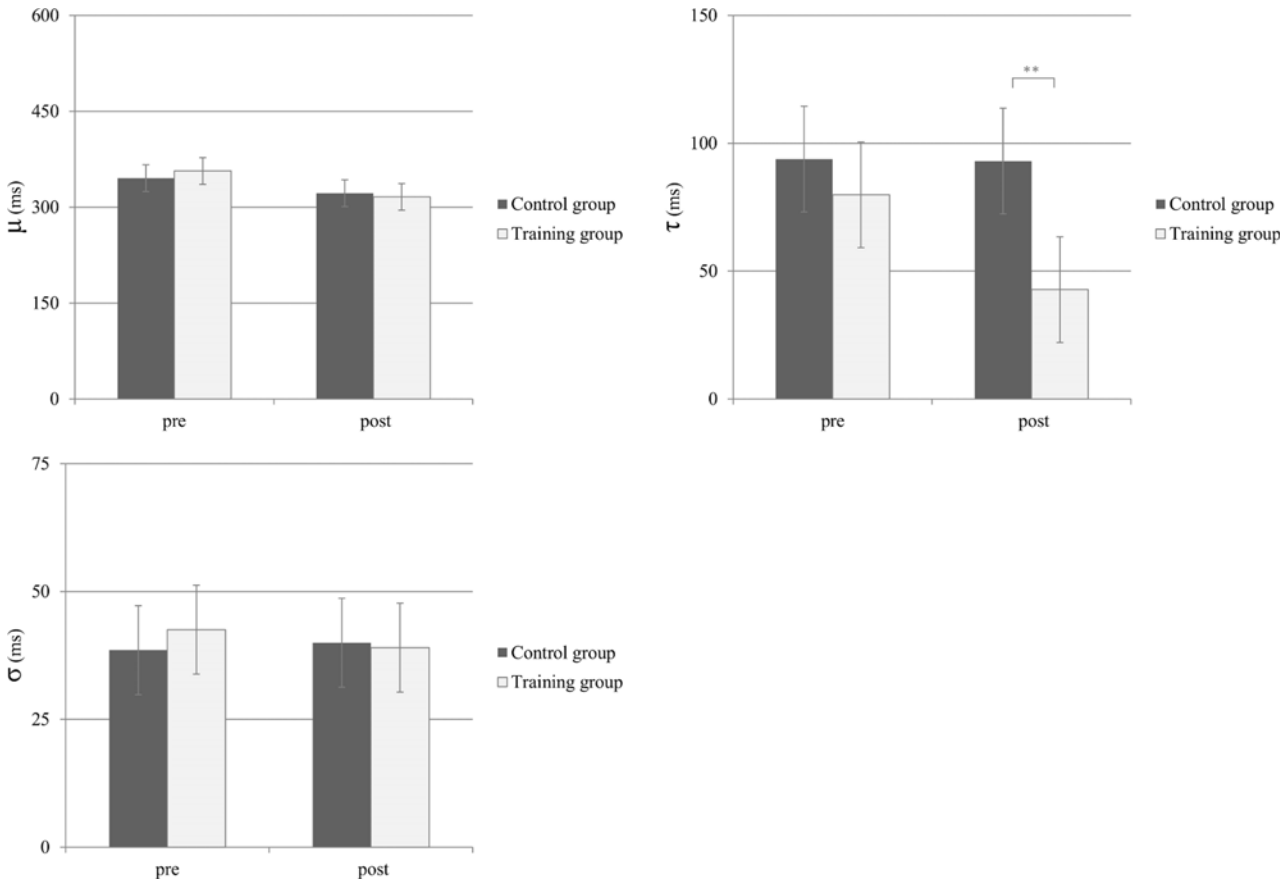 600
450
300
150
0
μ (ms)
pre
post
Control group
Training group
150
100
50
0
τ (ms)
**
pre
post
Control group
Training group
75
50
25
0
σ (ms)
pre
post
Control group
Training group